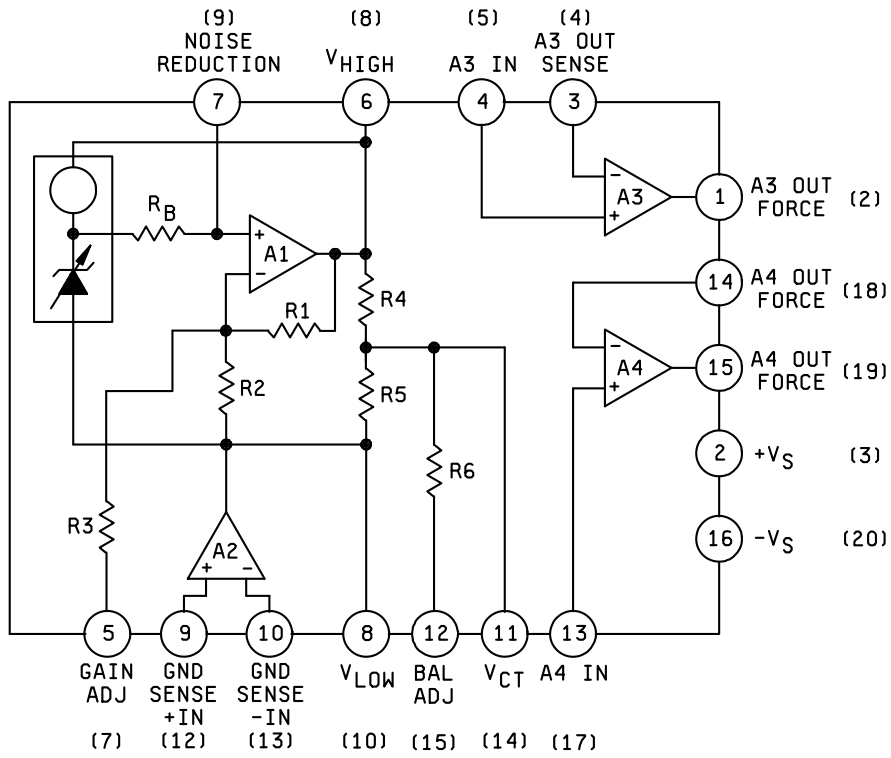 (9)
NOISE
REDUCTION
(8)
VHIGH
(5)
A3 IN
(4)
A3 OUT
SENSE
7
6
4
3
RB
+
A1
−
−
A3
+
1
A3 OUT
FORCE
(2)
14
A4 OUT
FORCE
(18)
R1
R4
−
A4
+
15
A4 OUT
FORCE
(19)
R2
R5
R6
2
+VS
(3)
R3
A2
+
−
16
−VS
(20)
5
9
10
8
12
11
13
GAIN
ADJ
(7)
GND
SENSE
+IN
(12)
GND
SENSE
−IN
(13)
VLOW
(10)
BAL
ADJ
(15)
VCT
(14)
A4 IN
(17)